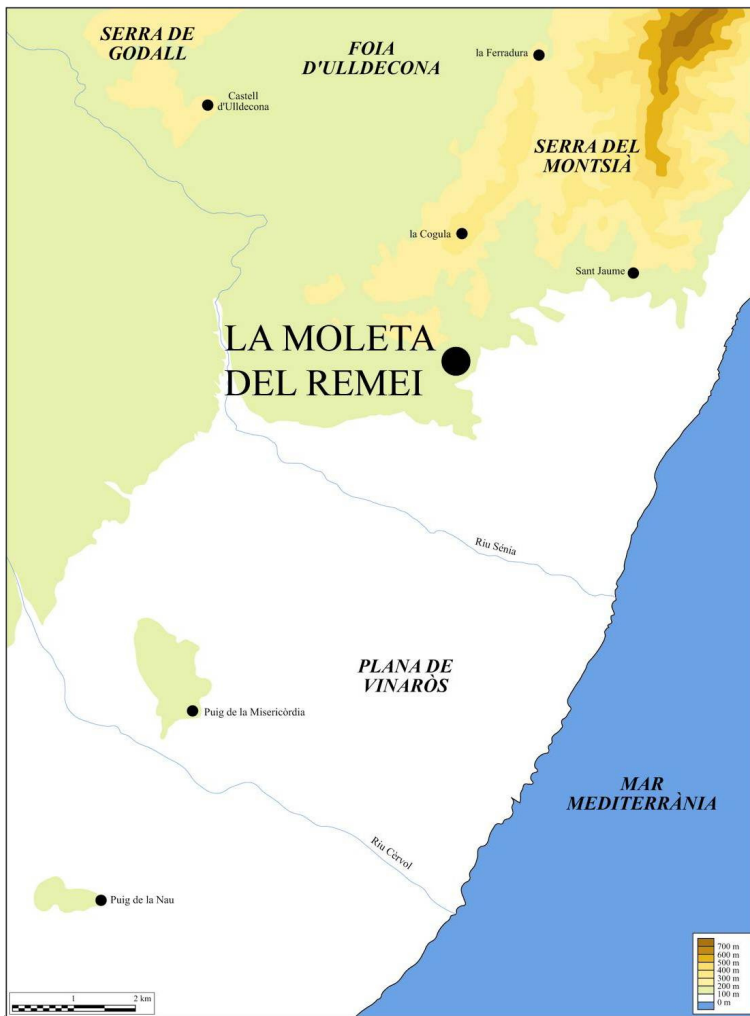 SERRA DE
GODALL
FOIA
D'ULLDECONA
la Ferradura
Castell
d'Ulldecona
SERRA DEL
MONTSIÀ
la Cogula
Sant Jaume
LA MOLETA
DEL REMEI
Riu Sénia
PLANA DE
VINARÒS
Puig de la Misericòrdia
MAR
MEDITERRÀNIA
Riu Cèrvol
Puig de la Nau
700 m
600 m
500 m
400 m
300 m
200 m
100 m
0 m
1
2 km